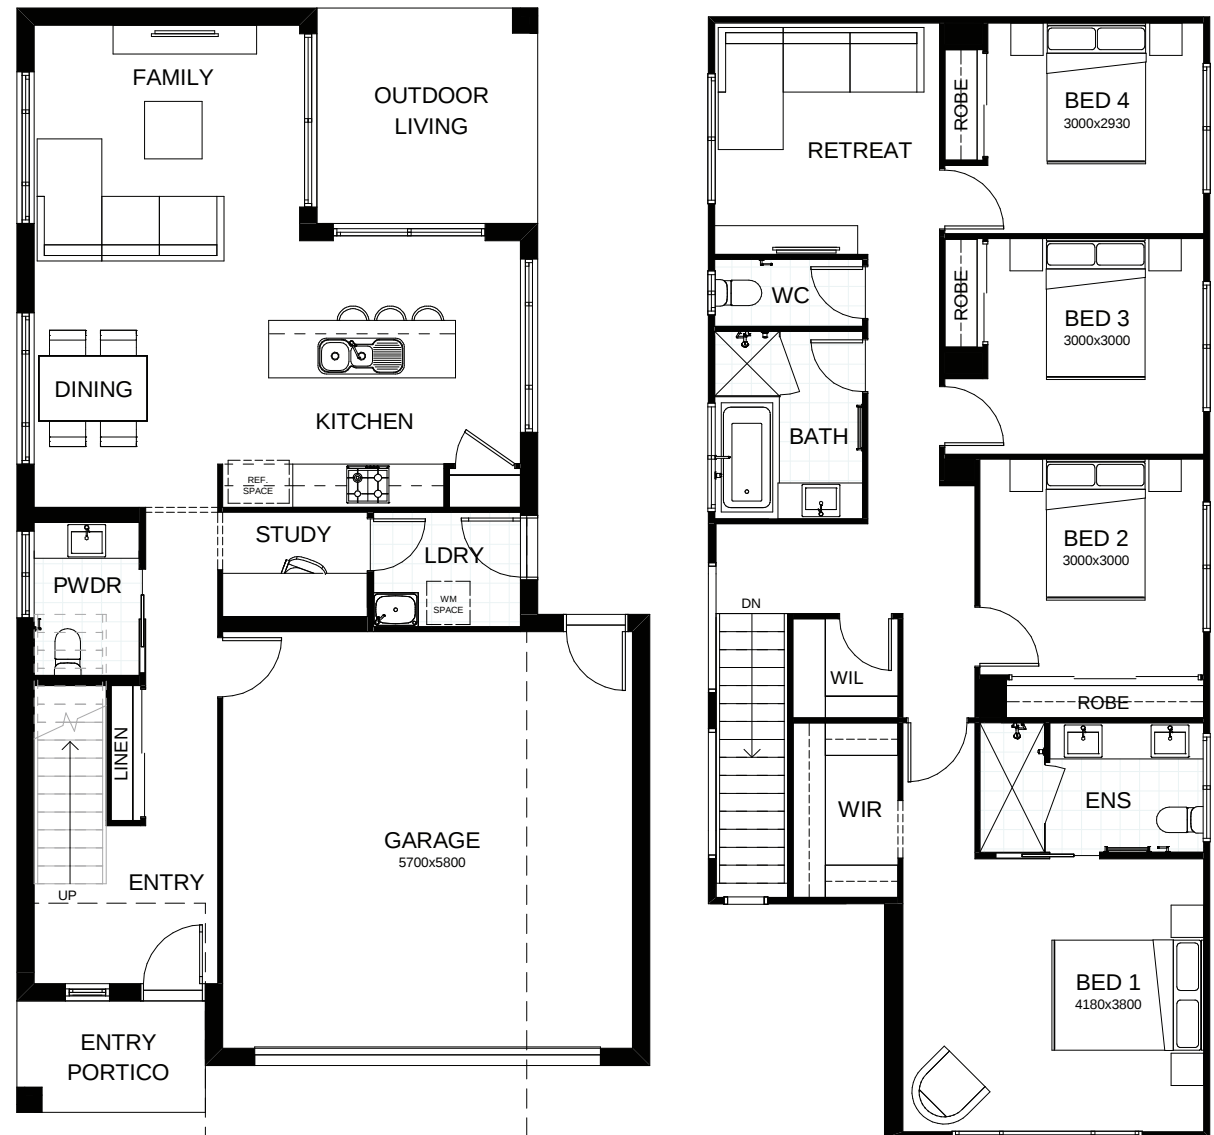 FAMILY
OUTDOOR
LIVING
DINING
KITCHEN
REF.
SPACE
STUDY
LDRY
WM
SPACE
PWDR
LINEN
UP
ENTRY
GARAGE
5700x5800
ENTRY
PORTICO
RETREAT
ROBE
BED 4
3000x2930
WC
ROBE
BED 3
3000x3000
BATH
BED 2
3000x3000
DN
WIL
ROBE
WIR
ENS
BED 1
4180x3800